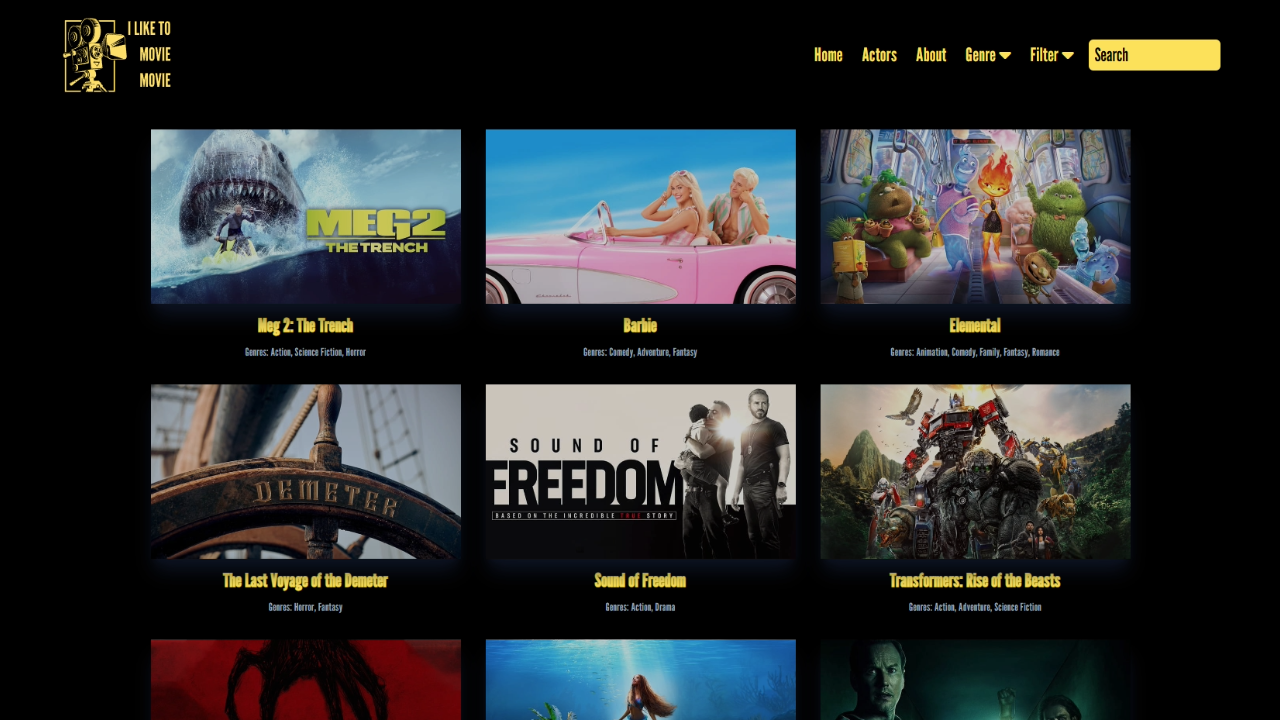 I LIKE TO
MOVIE
MOVIE
Home Actors About Genre Filter Search
MEG2
THE TRENCH
Meg 2: The Trench
Genres: Action, Science Fiction, Horror
Barbie
Genres: Comedy, Adventure, Fantasy
Elemental
Genres: Animation, Comedy, Family, Fantasy, Romance
DEMETER
The Last Voyage of the Demeter
Genres: Horror, Fantasy
SOUND OF
FREEDOM
BASED ON THE INCREDIBLE TRUE STORY
Sound of Freedom
Genres: Action, Drama
Transformers: Rise of the Beasts
Genres: Action, Adventure, Science Fiction